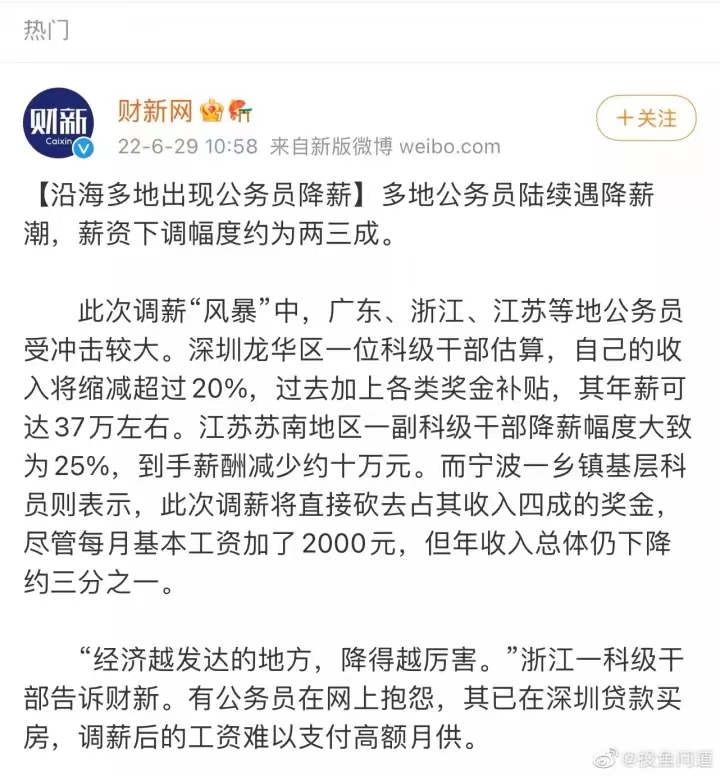 热门
财新
Caixin
财新网
+关注
22-6-29 10:58 来自新版微博 weibo.com
【沿海多地出现公务员降薪】多地公务员陆续遇降薪
潮，薪资下调幅度约为两三成。
此次调薪“风暴”中，广东、浙江、江苏等地公务员
受冲击较大。深圳龙华区一位科级干部估算，自己的收
入将缩减超过20%，过去加上各类奖金补贴，其年薪可
达37万左右。江苏苏南地区一副科级干部降薪幅度大致
为25%，到手薪酬减少约十万元。而宁波一乡镇基层科
员则表示，此次调薪将直接砍去占其收入四成的奖金，
尽管每月基本工资加了2000元，但年收入总体仍下降
约三分之一。
“经济越发达的地方，降得越厉害。”浙江一科级干
部告诉财新。有公务员在网上抱怨，其已在深圳贷款买
房，调薪后的工资难以支付高额月供。
@投鱼问道